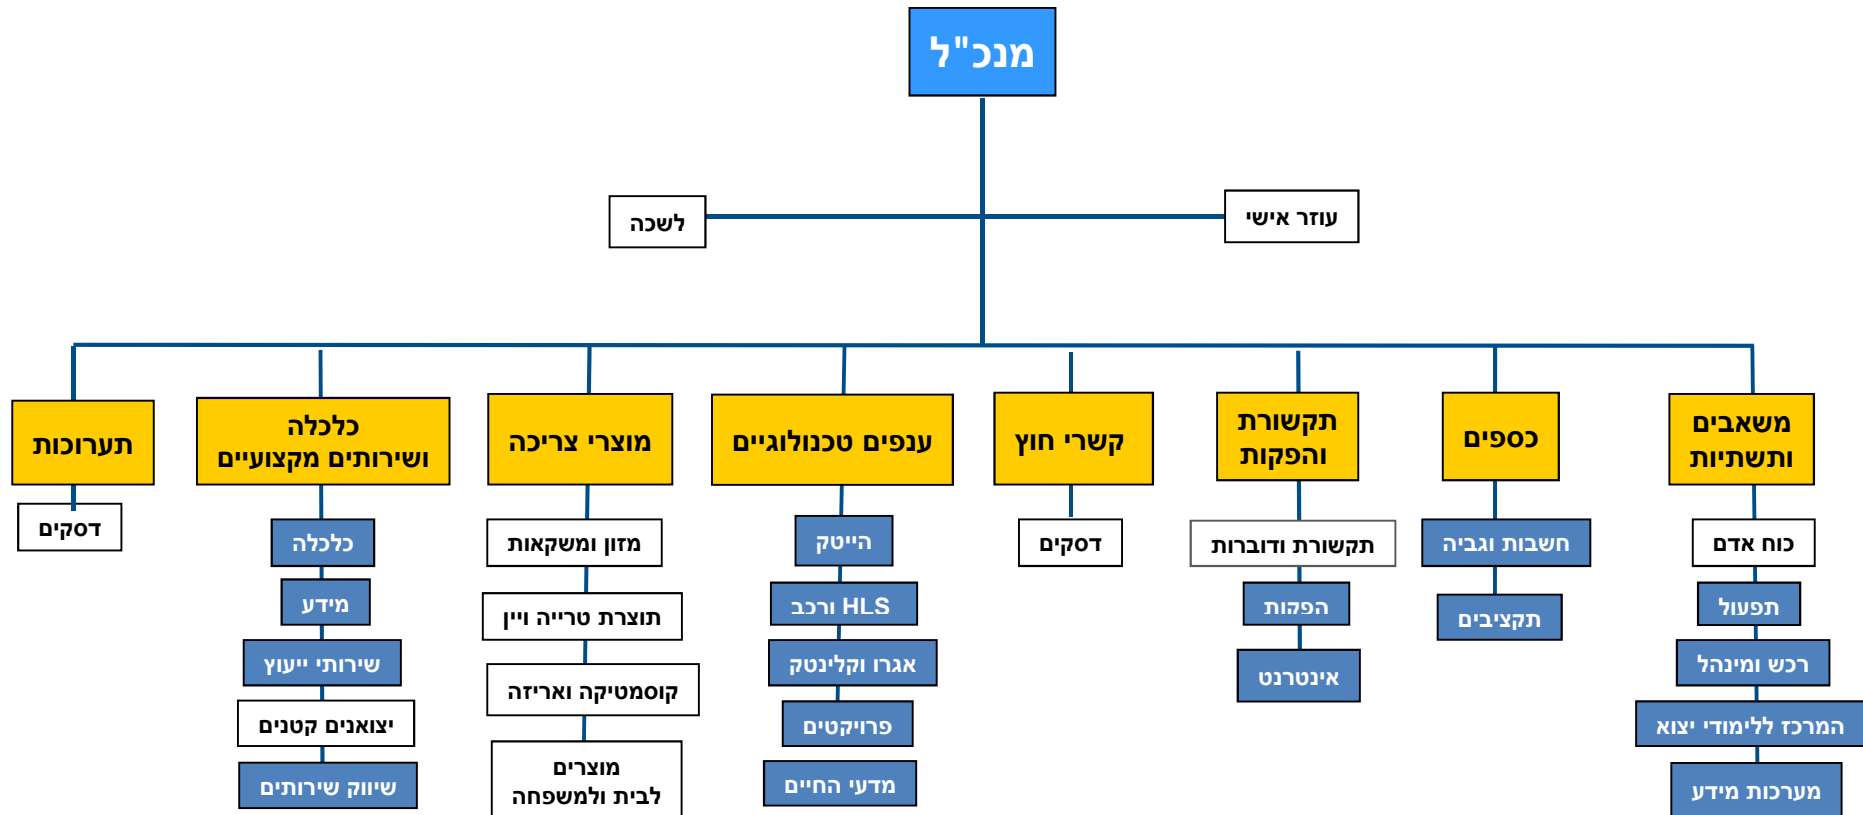 מנכ"ל
עוזר אישי
לשכה
משאבים
ותשתיות
כוח אדם
תפעול
רכש ומינהל
המרכז ללימודי יצוא
מערכות מידע
כספים
חשבות וגביה
תקציבים
תקשורת
והפקות
תקשורת ודוברות
הפקות
אינטרנט
קשרי חוץ
דסקים
ענפים טכנולוגיים
הייטק
HLS ורכב
אגרו וקלינטק
פרויקטים
מדעי החיים
מוצרי צריכה
מזון ומשקאות
תוצרת טרייה ויין
קוסמטיקה ואריזה
מוצרים
לבית ולמשפחה
כלכלה
ושירותים מקצועיים
כלכלה
מידע
שירותי ייעוץ
יצואנים קטנים
שיווק שירותים
תערוכות
דסקים